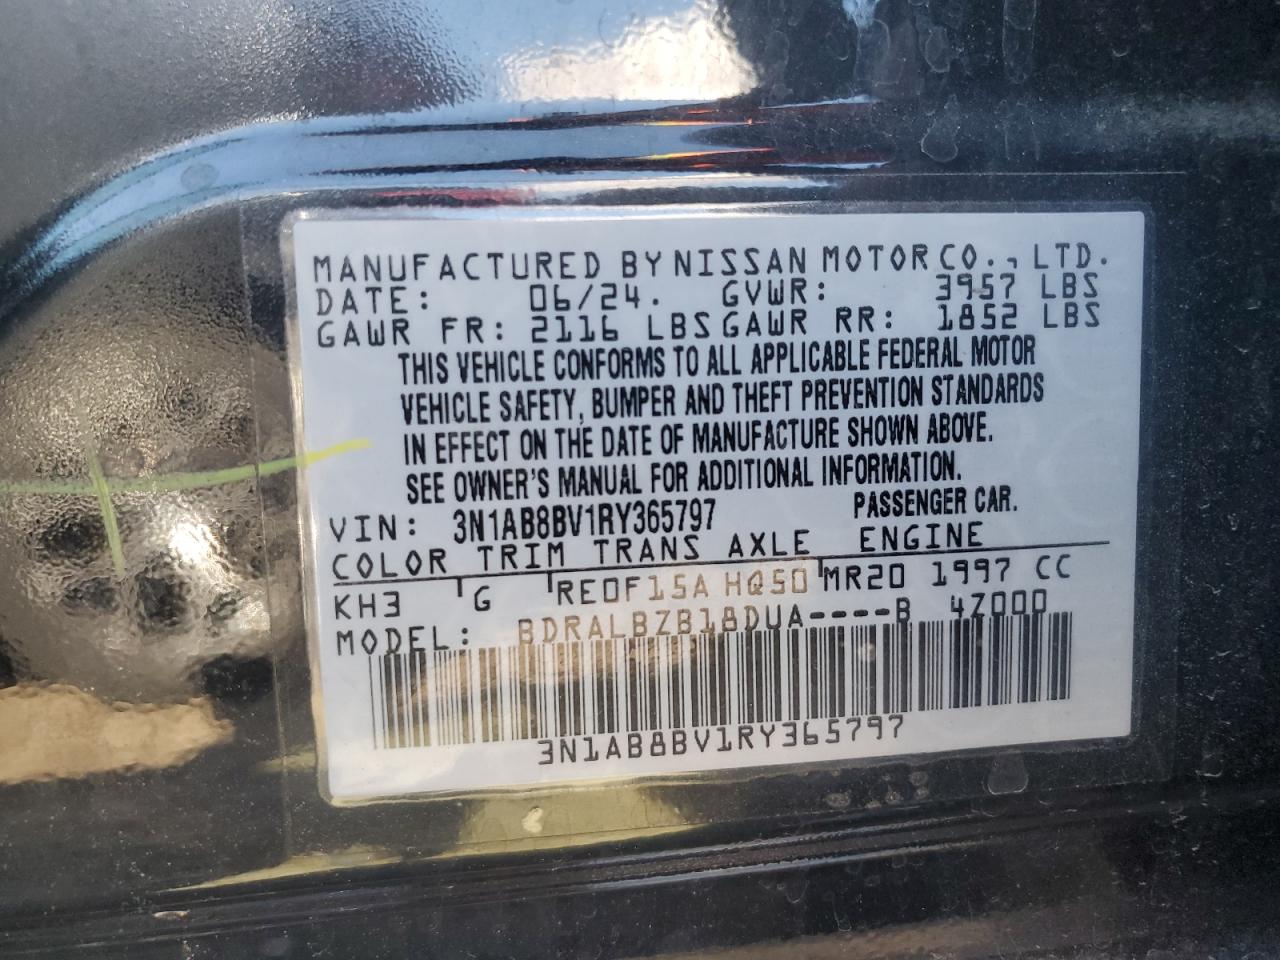 MANUFACTURED BY NISSAN MOTOR CO., LTD.
DATE: 06/24. GVWR: 3957 LBS
GAWR FR: 2116 LBS GAWR RR: 1852 LBS
THIS VEHICLE CONFORMS TO ALL APPLICABLE FEDERAL MOTOR
VEHICLE SAFETY, BUMPER AND THEFT PREVENTION STANDARDS
IN EFFECT ON THE DATE OF MANUFACTURE SHOWN ABOVE.
SEE OWNER'S MANUAL FOR ADDITIONAL INFORMATION.
VIN: 3N1AB8BV1RY365797 PASSENGER CAR.
COLOR TRIM TRANS AXLE ENGINE
KH3 G RE0F15A HQ50 MR20 1997 CC
MODEL: BDRALBZB18DUA----B 4Z000
3N1AB8BV1RY365797